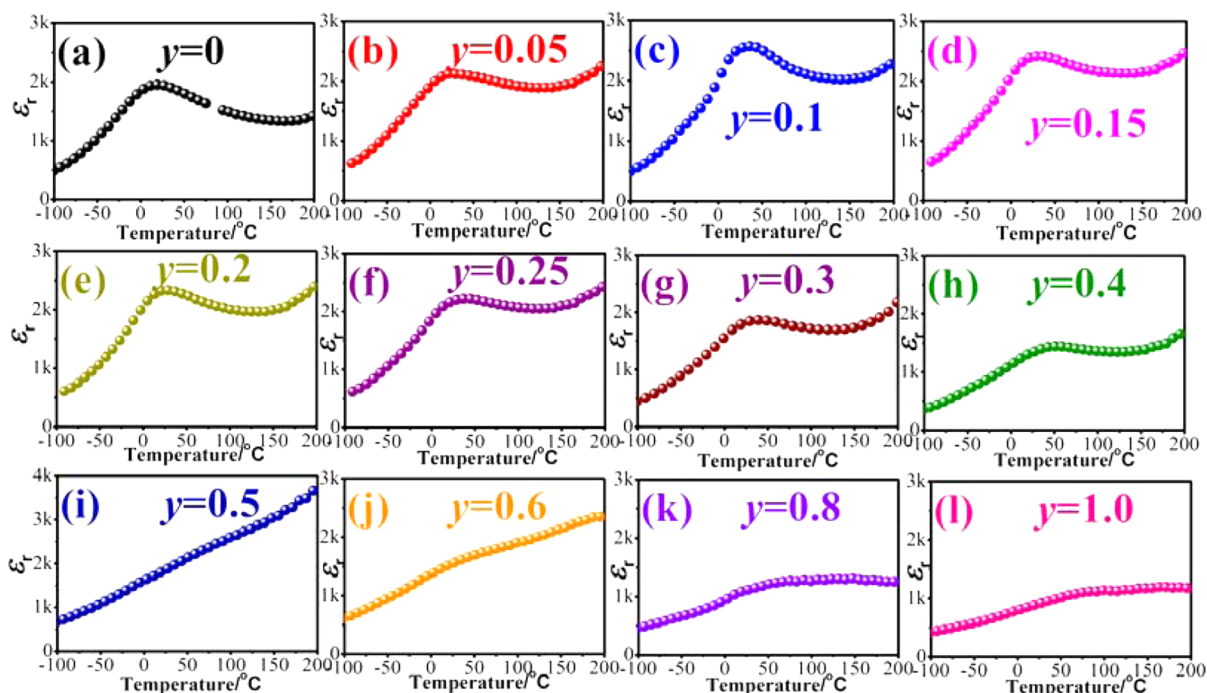 (a) y=0
3k
2k
1k
0
εr
-100 -50 0 50 100 150 200
Temperature/°C
(b) y=0.05
3k
2k
1k
0
εr
-100 -50 0 50 100 150 200
Temperature/°C
(c)
y=0.1
3k
2k
1k
0
εr
-100 -50 0 50 100 150 200
Temperature/°C
(d)
y=0.15
3k
2k
1k
0
εr
-100 -50 0 50 100 150 200
Temperature/°C
(e) y=0.2
3k
2k
1k
0
εr
-100 -50 0 50 100 150 200
Temperature/°C
(f) y=0.25
3k
2k
1k
0
εr
-100 -50 0 50 100 150 200
Temperature/°C
(g) y=0.3
3k
2k
1k
0
εr
-100 -50 0 50 100 150 200
Temperature/°C
(h) y=0.4
3k
2k
1k
0
εr
-100 -50 0 50 100 150 200
Temperature/°C
(i) y=0.5
4k
3k
2k
1k
0
εr
-100 -50 0 50 100 150 200
Temperature/°C
(j) y=0.6
3k
2k
1k
0
εr
-100 -50 0 50 100 150 200
Temperature/°C
(k) y=0.8
3k
2k
1k
0
εr
-100 -50 0 50 100 150 200
Temperature/°C
(l) y=1.0
3k
2k
1k
0
εr
-100 -50 0 50 100 150 200
Temperature/°C